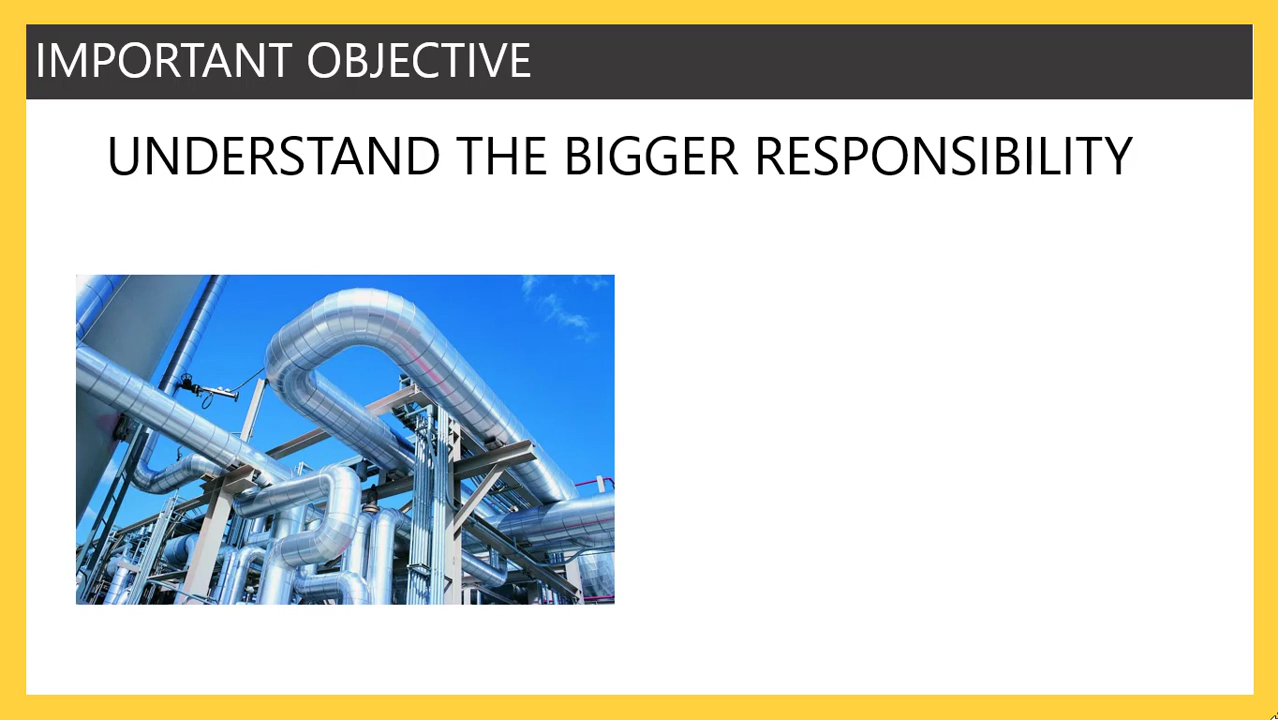 IMPORTANT OBJECTIVE
UNDERSTAND THE BIGGER RESPONSIBILITY